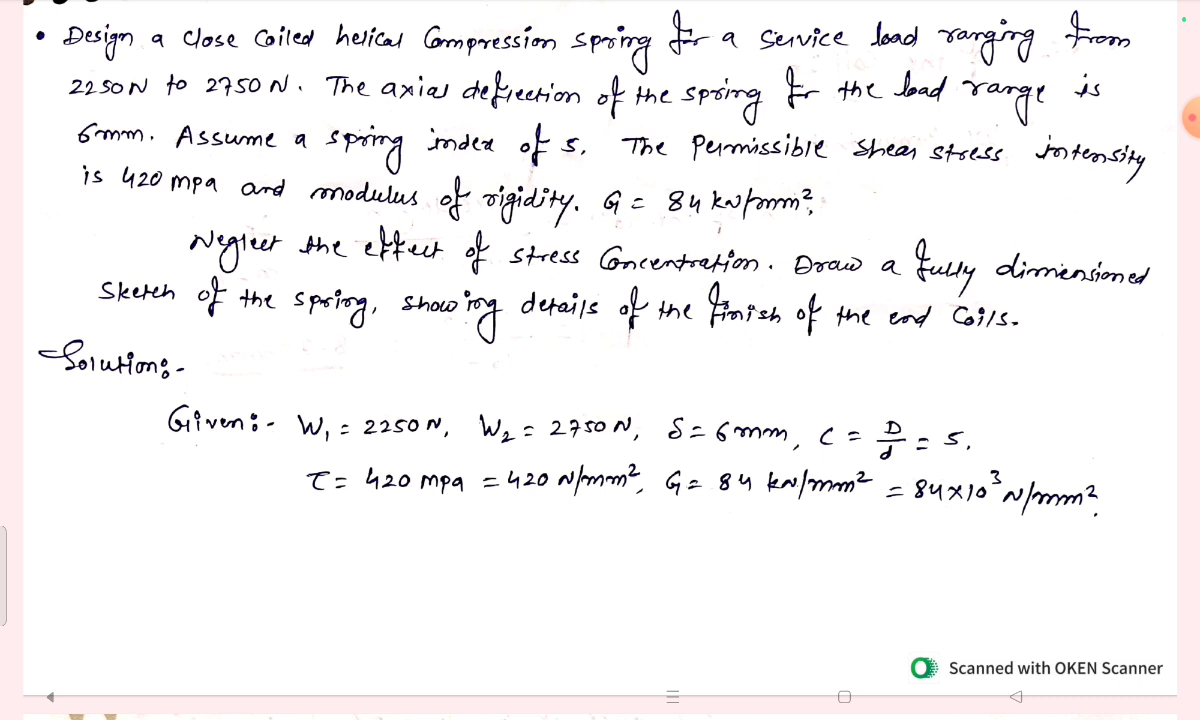 • Design a close coiled helical compression spring for a service load ranging from
2250 N to 2750 N. The axial deflection of the spring for the load range is
6mm. Assume a spring index of 5. The permissible shear stress intensity
is 420 mpa and modulus of rigidity. G = 84 kN/mm².
Neglect the effect of stress concentration. Draw a fully dimensioned
sketch of the spring, showing details of the finish of the end coils.
Solution:-
Given:- W₁ = 2250 N, W₂ = 2750 N, δ = 6 mm, C = D/d = 5.
τ = 420 mpa = 420 N/mm², G = 84 kN/mm² = 84×10³ N/mm².
Scanned with OKEN Scanner